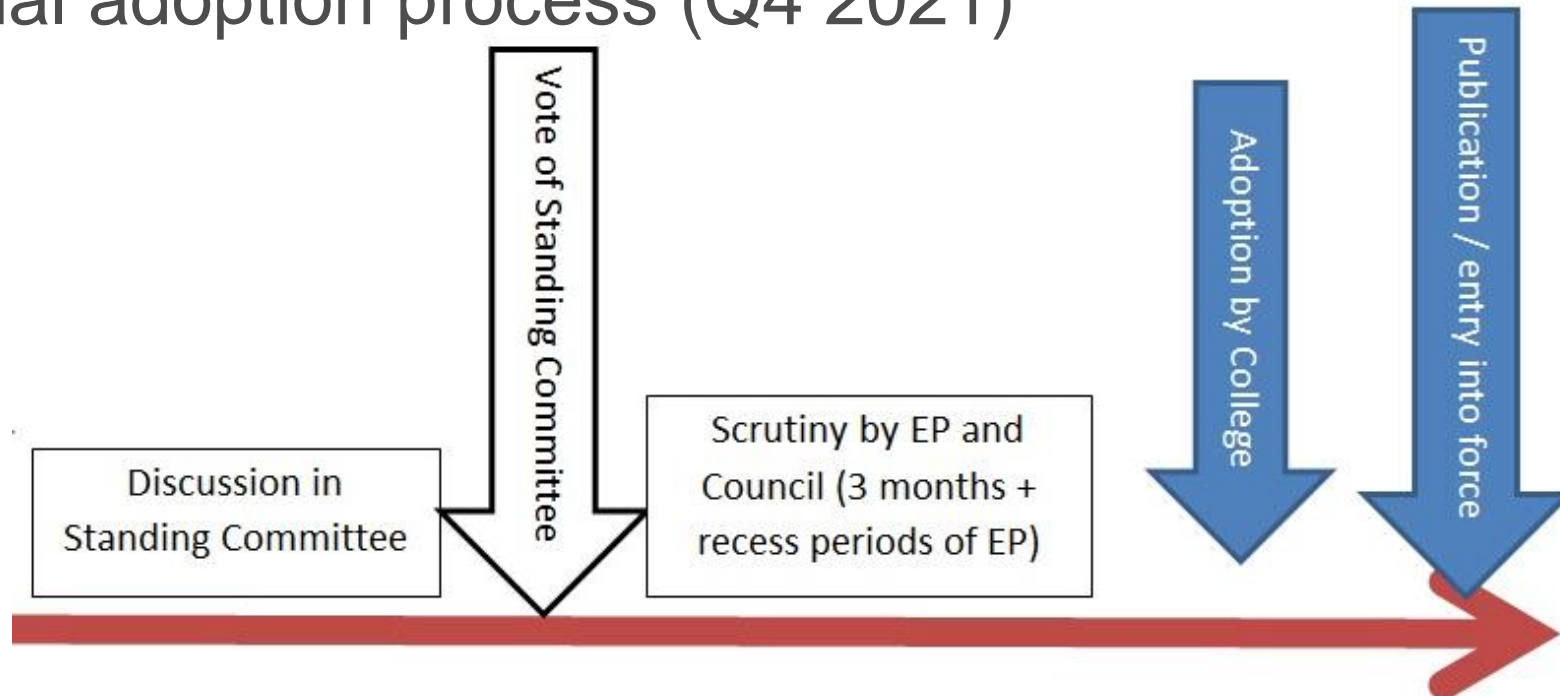 nal adoption process (Q4 2021)
Discussion in
Standing Committee
Vote of Standing Committee
Scrutiny by EP and
Council (3 months +
recess periods of EP)
Adoption by College
Publication / entry into force